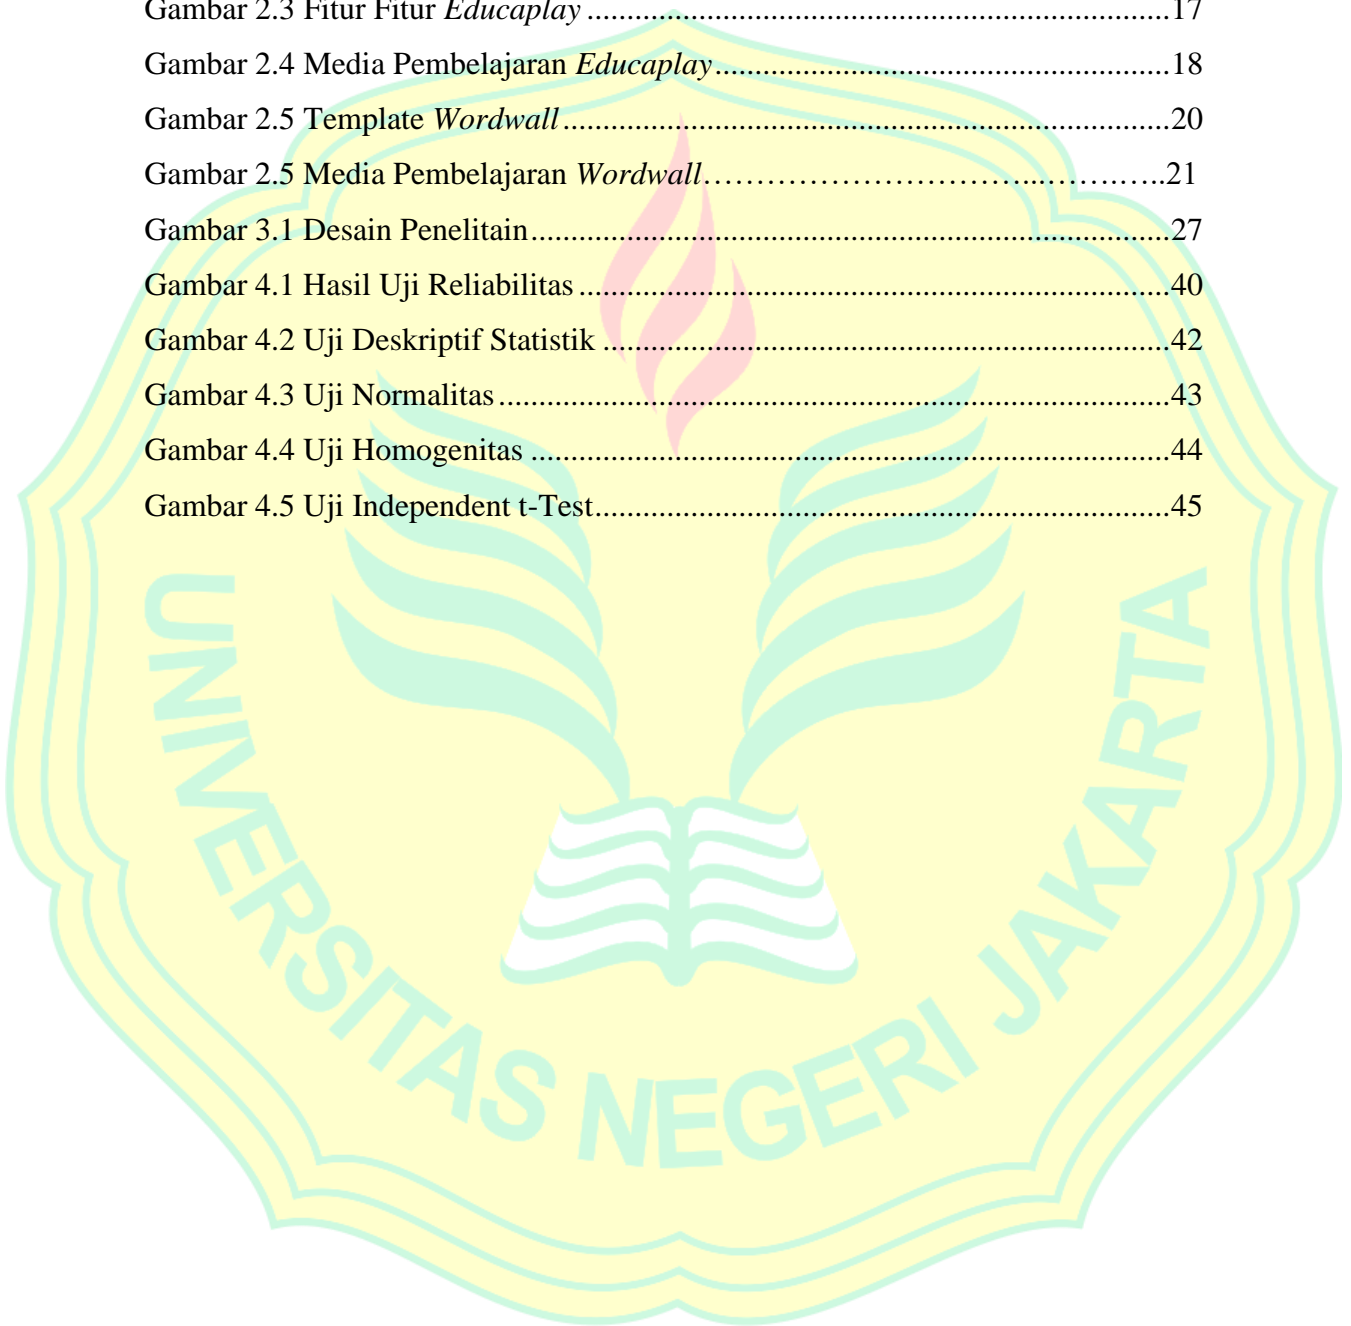 Gambar 2.3 Fitur Fitur Educaplay ......................................................................17
Gambar 2.4 Media Pembelajaran Educaplay.......................................................18
Gambar 2.5 Template Wordwall.........................................................................20
Gambar 2.5 Media Pembelajaran Wordwall……………………………..……..21
Gambar 3.1 Desain Penelitain.............................................................................27
Gambar 4.1 Hasil Uji Reliabilitas .......................................................................40
Gambar 4.2 Uji Deskriptif Statistik ....................................................................42
Gambar 4.3 Uji Normalitas.................................................................................43
Gambar 4.4 Uji Homogenitas .............................................................................44
Gambar 4.5 Uji Independent t-Test.....................................................................45
UNIVERSITAS NEGERI JAKARTA